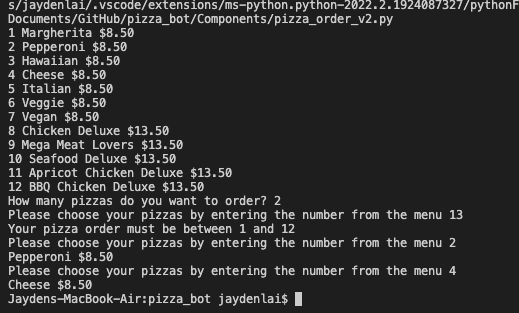 s/jaydenlai/.vscode/extensions/ms-python.python-2022.2.1924087327/pythonF
Documents/GitHub/pizza_bot/Components/pizza_order_v2.py
1 Margherita $8.50
2 Pepperoni $8.50
3 Hawaiian $8.50
4 Cheese $8.50
5 Italian $8.50
6 Veggie $8.50
7 Vegan $8.50
8 Chicken Deluxe $13.50
9 Mega Meat Lovers $13.50
10 Seafood Deluxe $13.50
11 Apricot Chicken Deluxe $13.50
12 BBQ Chicken Deluxe $13.50
How many pizzas do you want to order? 2
Please choose your pizzas by entering the number from the menu 13
Your pizza order must be between 1 and 12
Please choose your pizzas by entering the number from the menu 2
Pepperoni $8.50
Please choose your pizzas by entering the number from the menu 4
Cheese $8.50
Jaydens-MacBook-Air:pizza_bot jaydenlai$